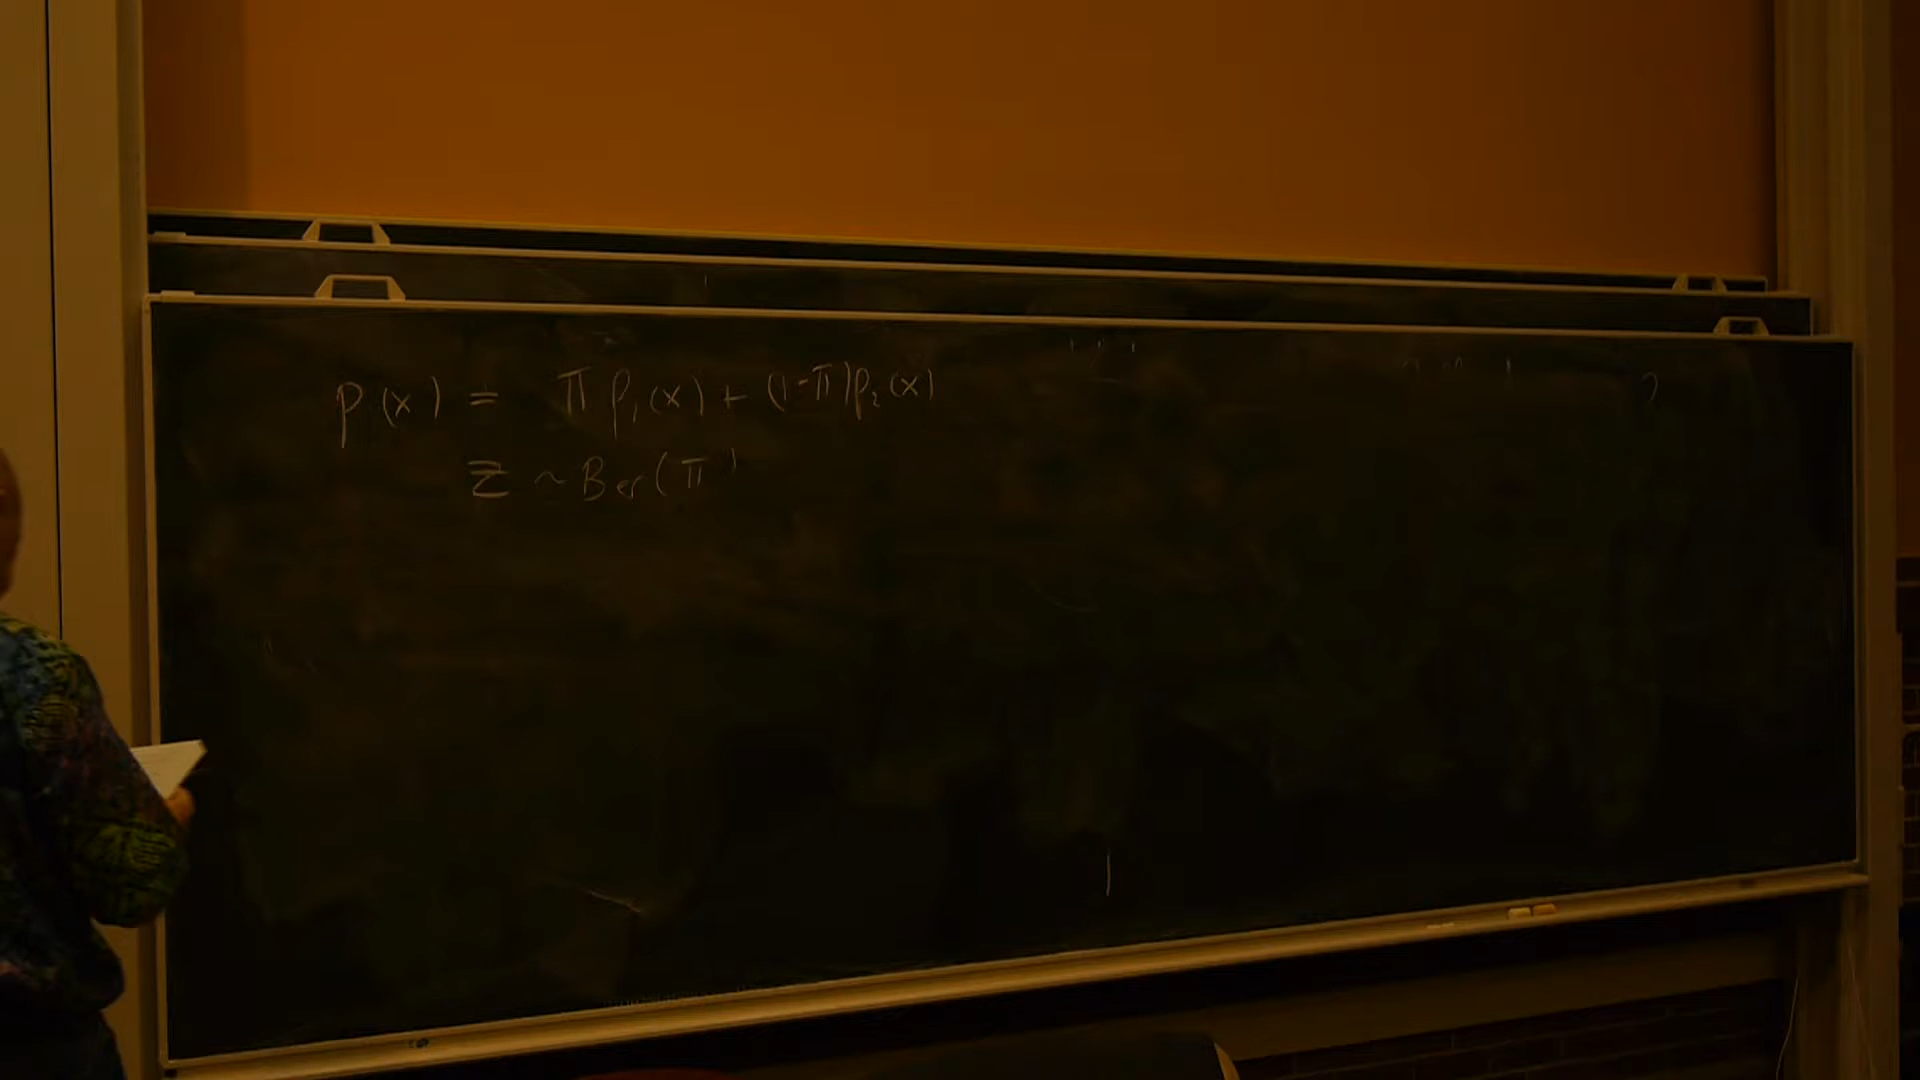 p(x) = π p₁(x) + (1-π)p₂(x)
Z ~ Ber(π)